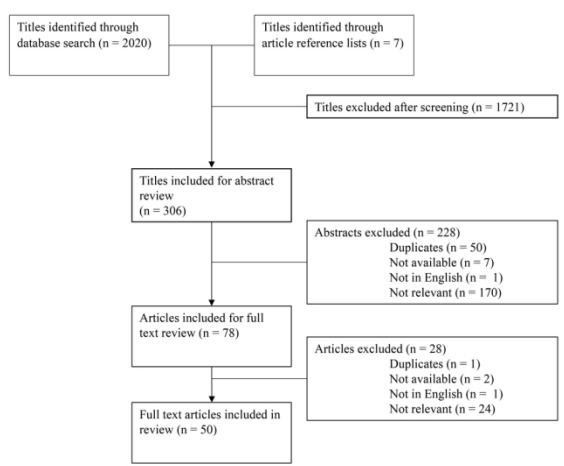 Titles identified through
database search (n = 2020)
Titles identified through
article reference lists (n = 7)
Titles excluded after screening (n = 1721)
Titles included for abstract
review
(n = 306)
Abstracts excluded (n = 228)
Duplicates (n = 50)
Not available (n = 7)
Not in English (n = 1)
Not relevant (n = 170)
Articles included for full
text review (n = 78)
Articles excluded (n = 28)
Duplicates (n = 1)
Not available (n = 2)
Not in English (n = 1)
Not relevant (n = 24)
Full text articles included in
review (n = 50)